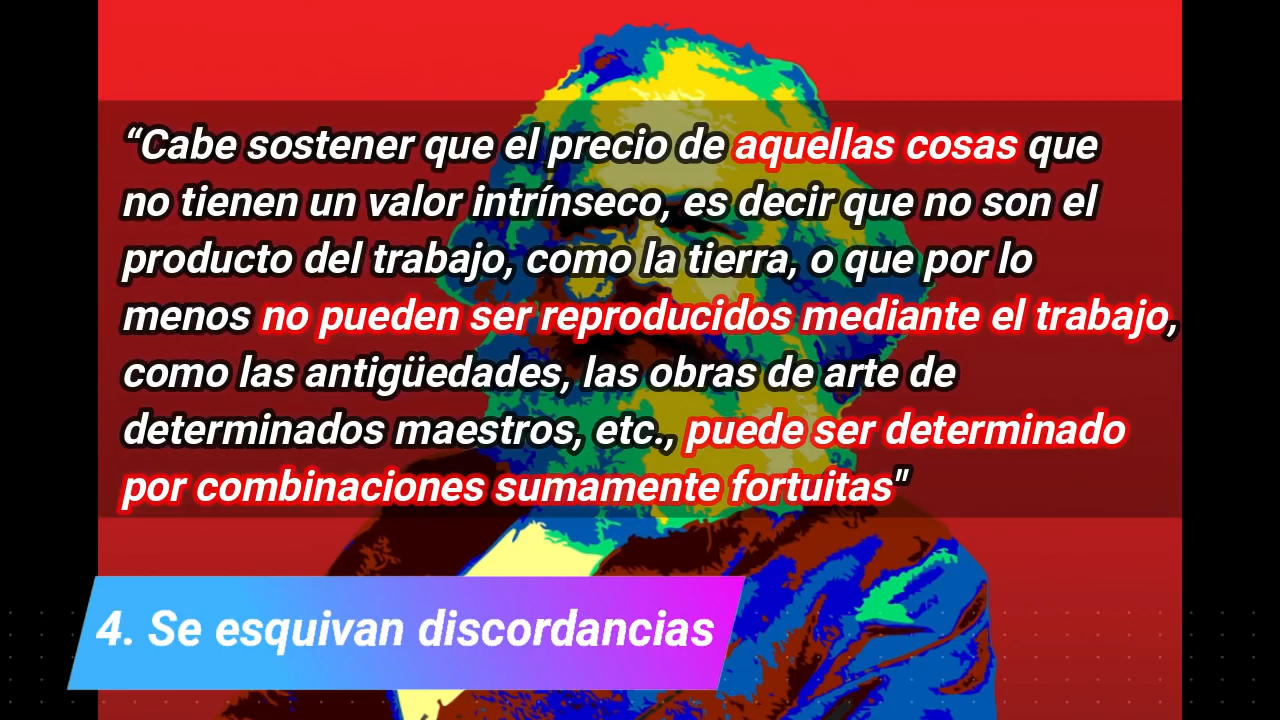 “Cabe sostener que el precio de aquellas cosas que
no tienen un valor intrínseco, es decir que no son el
producto del trabajo, como la tierra, o que por lo
menos no pueden ser reproducidos mediante el trabajo,
como las antigüedades, las obras de arte de
determinados maestros, etc., puede ser determinado
por combinaciones sumamente fortuitas"
4. Se esquivan discordancias